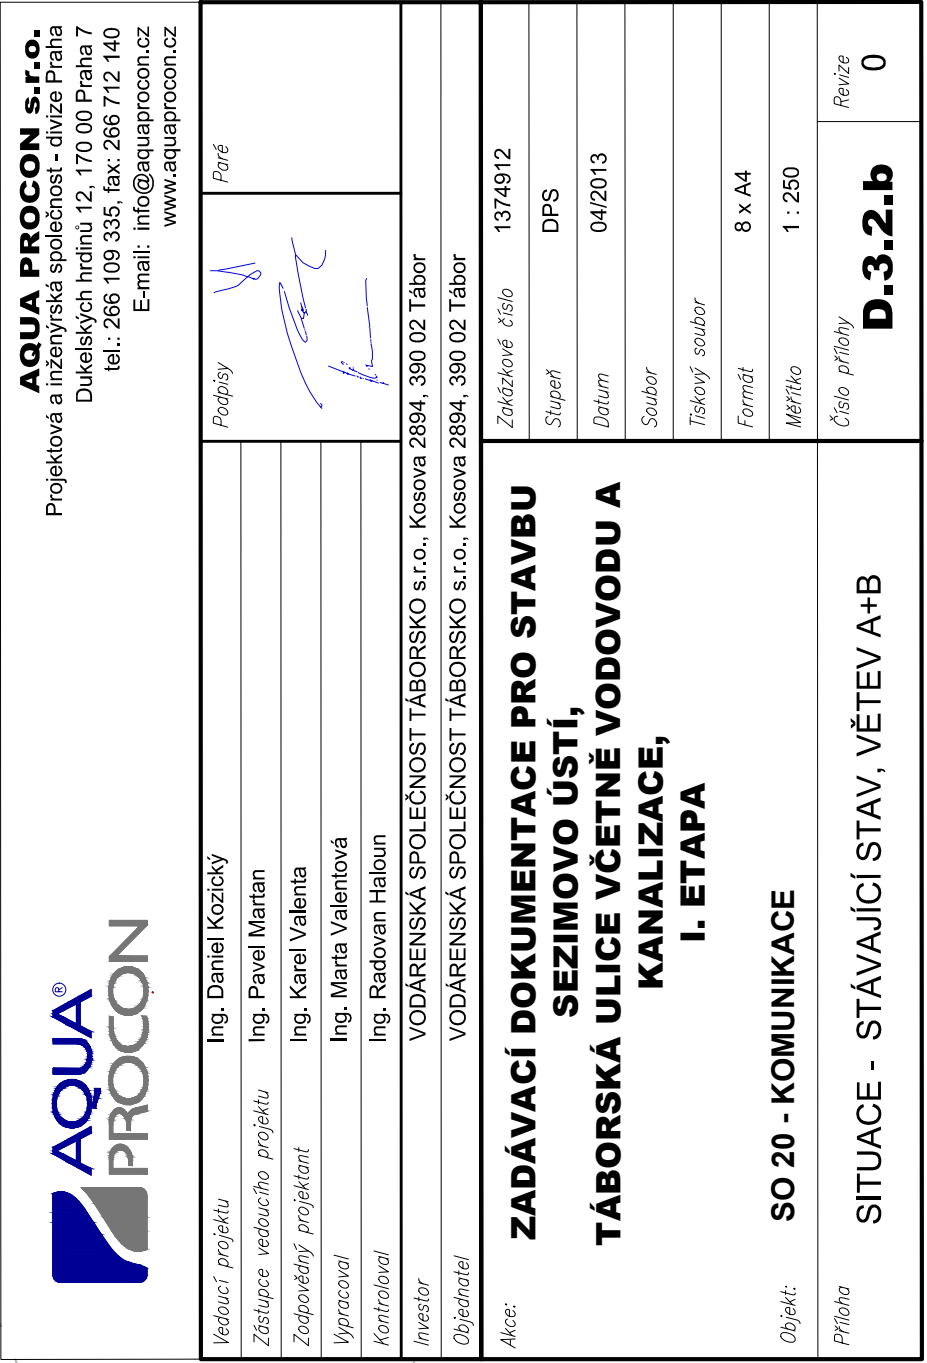 AQUA®
PROCON
AQUA PROCON s.r.o.
Projektová a inženýrská společnost - divize Praha
Dukelských hrdinů 12, 170 00 Praha 7
tel.: 266 109 335, fax: 266 712 140
E-mail: info@aquaprocon.cz
www.aquaprocon.cz
Vedoucí projektu Ing. Daniel Kozický Podpisy Paré
Zástupce vedoucího projektu Ing. Pavel Martan
Zodpovědný projektant Ing. Karel Valenta
Vypracoval Ing. Marta Valentová
Kontroloval Ing. Radovan Haloun
Investor VODÁRENSKÁ SPOLEČNOST TÁBORSKO s.r.o., Kosova 2894, 390 02 Tábor
Objednatel VODÁRENSKÁ SPOLEČNOST TÁBORSKO s.r.o., Kosova 2894, 390 02 Tábor
Akce: ZADÁVACÍ DOKUMENTACE PRO STAVBU
SEZIMOVO ÚSTÍ,
TÁBORSKÁ ULICE VČETNĚ VODOVODU A
KANALIZACE,
I. ETAPA
Zakázkové číslo 1374912
Stupeň DPS
Datum 04/2013
Soubor
Tiskový soubor
Formát 8 x A4
Měřítko 1 : 250
Objekt: SO 20 - KOMUNIKACE
Příloha SITUACE - STÁVAJÍCÍ STAV, VĚTEV A+B
Číslo přílohy D.3.2.b
Revize 0